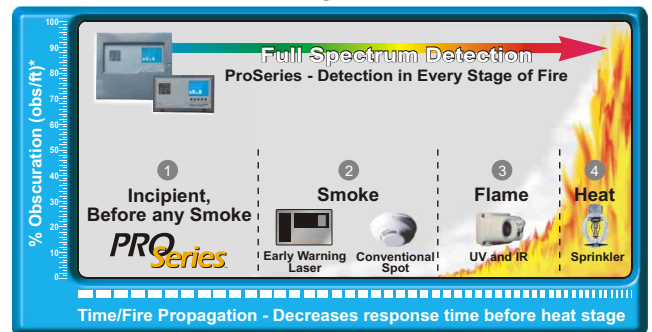 % Obscuration (obs/ft)*
100
90
80
70
60
50
40
30
20
10
0
Full Spectrum Detection
ProSeries - Detection in Every Stage of Fire
1
Incipient,
Before any Smoke
PROSeries
2
Smoke
Early Warning
Laser
Conventional
Spot
3
Flame
UV and IR
4
Heat
Sprinkler
Time/Fire Propagation - Decreases response time before heat stage